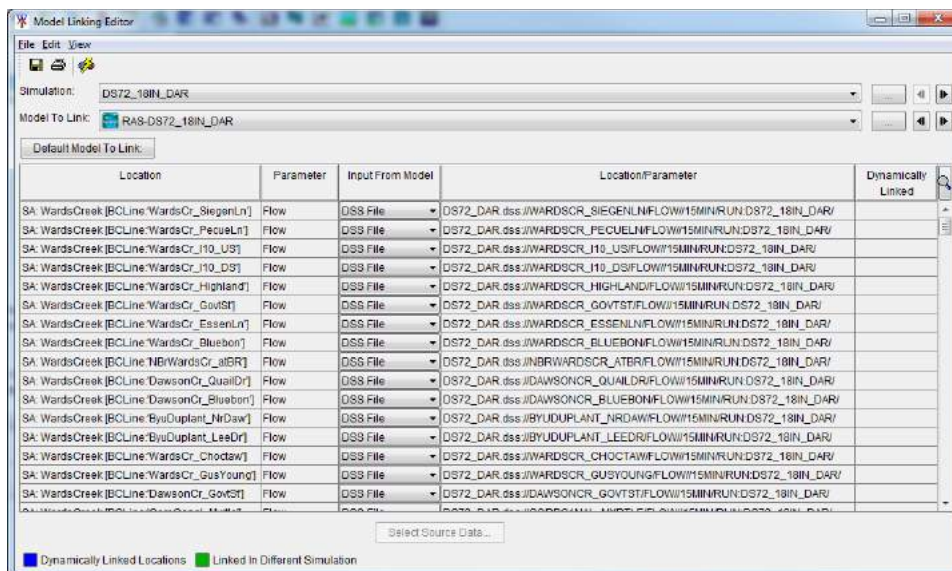 Model Linking Editor
File Edit View
Simulation: DS72_18IN_DAR ...
Model To Link: RAS-DS72_18IN_DAR ...
Default Model To Link:
Location Parameter Input From Model Location/Parameter Dynamically Linked
SA: WardsCreek [BCLine:'WardsCr_SiegenLn'] Flow DSS File DS72_DAR.dss://WARDSCR_SIEGENLN/FLOW//15MIN/RUN:DS72_18IN_DAR/
SA: WardsCreek [BCLine:'WardsCr_PecueLn'] Flow DSS File DS72_DAR.dss://WARDSCR_PECUELN/FLOW//15MIN/RUN:DS72_18IN_DAR/
SA: WardsCreek [BCLine:'WardsCr_I10_US'] Flow DSS File DS72_DAR.dss://WARDSCR_I10_US/FLOW//15MIN/RUN:DS72_18IN_DAR/
SA: WardsCreek [BCLine:'WardsCr_I10_DS'] Flow DSS File DS72_DAR.dss://WARDSCR_I10_DS/FLOW//15MIN/RUN:DS72_18IN_DAR/
SA: WardsCreek [BCLine:'WardsCr_Highland'] Flow DSS File DS72_DAR.dss://WARDSCR_HIGHLAND/FLOW//15MIN/RUN:DS72_18IN_DAR/
SA: WardsCreek [BCLine:'WardsCr_GovtSt'] Flow DSS File DS72_DAR.dss://WARDSCR_GOVTST/FLOW//15MIN/RUN:DS72_18IN_DAR/
SA: WardsCreek [BCLine:'WardsCr_EssenLn'] Flow DSS File DS72_DAR.dss://WARDSCR_ESSENLN/FLOW//15MIN/RUN:DS72_18IN_DAR/
SA: WardsCreek [BCLine:'WardsCr_Bluebon'] Flow DSS File DS72_DAR.dss://WARDSCR_BLUEBON/FLOW//15MIN/RUN:DS72_18IN_DAR/
SA: WardsCreek [BCLine:'NBrWardsCr_atBR'] Flow DSS File DS72_DAR.dss://NBRWARDSCR_ATBR/FLOW//15MIN/RUN:DS72_18IN_DAR/
SA: WardsCreek [BCLine:'DawsonCr_QuailDr'] Flow DSS File DS72_DAR.dss://DAWSONCR_QUAILDR/FLOW//15MIN/RUN:DS72_18IN_DAR/
SA: WardsCreek [BCLine:'DawsonCr_Bluebon'] Flow DSS File DS72_DAR.dss://DAWSONCR_BLUEBON/FLOW//15MIN/RUN:DS72_18IN_DAR/
SA: WardsCreek [BCLine:'ByuDuplant_NrDaw'] Flow DSS File DS72_DAR.dss://BYUDUPLANT_NRDAW/FLOW//15MIN/RUN:DS72_18IN_DAR/
SA: WardsCreek [BCLine:'ByuDuplant_LeeDr'] Flow DSS File DS72_DAR.dss://BYUDUPLANT_LEEDR/FLOW//15MIN/RUN:DS72_18IN_DAR/
SA: WardsCreek [BCLine:'WardsCr_Choctaw'] Flow DSS File DS72_DAR.dss://WARDSCR_CHOCTAW/FLOW//15MIN/RUN:DS72_18IN_DAR/
SA: WardsCreek [BCLine:'WardsCr_GusYoung'] Flow DSS File DS72_DAR.dss://WARDSCR_GUSYOUNG/FLOW//15MIN/RUN:DS72_18IN_DAR/
SA: WardsCreek [BCLine:'DawsonCr_GovtSt'] Flow DSS File DS72_DAR.dss://DAWSONCR_GOVTST/FLOW//15MIN/RUN:DS72_18IN_DAR/
Select Source Data...
Dynamically Linked Locations Linked In Different Simulation